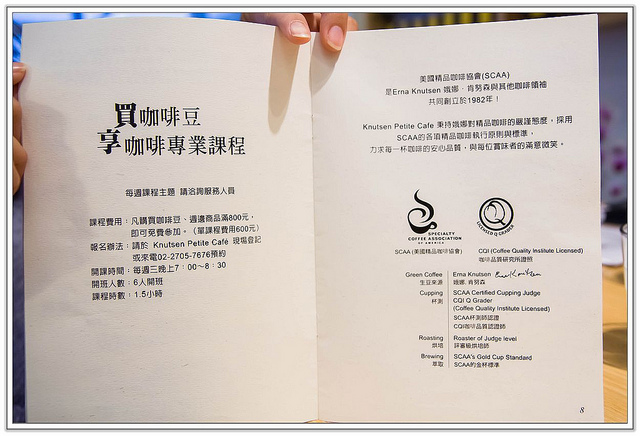 買咖啡豆
享咖啡專業課程
每週課程主題 請洽詢服務人員
課程費用：凡購買咖啡豆、週邊商品滿800元，
即可免費參加。（單課程費用600元）
報名辦法：請於 Knutsen Petite Café 現場登記
或來電02-2705-7676預約
開課時間：每週三晚上7：00～8：30
開班人數：6人開班
課程時數：1.5小時
美國精品咖啡協會(SCAA)
是Erna Knutsen 娥娜．肯努森與其他咖啡領袖
共同創立於1982年！
Knutsen Petite Cafe 秉持娥娜對精品咖啡的嚴謹態度，採用
SCAA的各項精品咖啡執行原則與標準，
力求每一杯咖啡的安心品質，與每位賞味者的滿意微笑。
SPECIALTY
COFFEE ASSOCIATION
OF AMERICA
LICENSED Q GRADER
SCAA (美國精品咖啡協會)
CQI (Coffee Quality Institute Licensed)
咖啡品質研究所證照
Green Coffee Erna Knutsen
生豆來源 娥娜．肯努森
Cupping SCAA Certified Cupping Judge
杯測 CQI Q Grader
(Coffee Quality Institute Licensed)
SCAA杯測師認證
CQI咖啡品質認證師
Roasting Roaster of Judge level
烘焙 評審級烘焙師
Brewing SCAA's Gold Cup Standard
萃取 SCAA的金杯標準
8